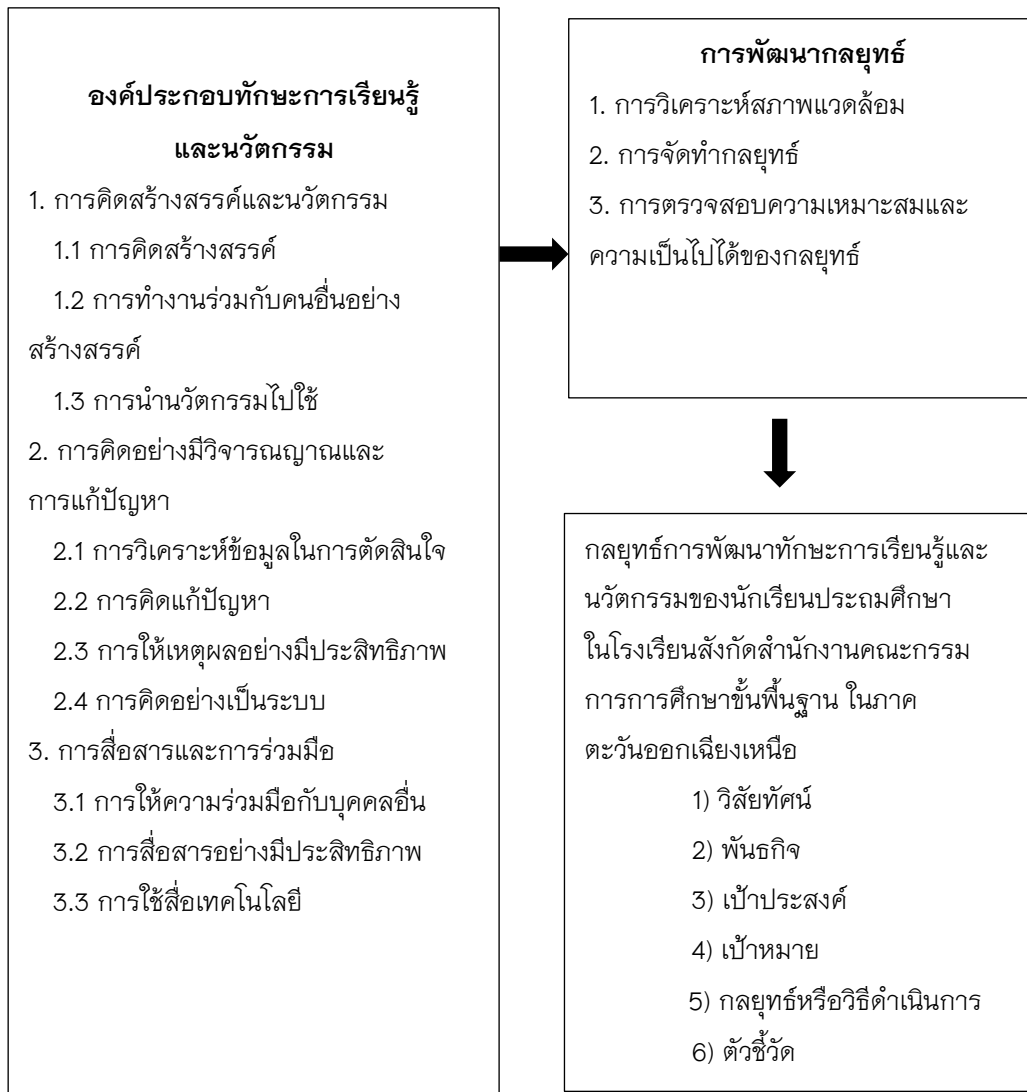 องค์ประกอบทักษะการเรียนรู้
และนวัตกรรม
1. การคิดสร้างสรรค์และนวัตกรรม
1.1 การคิดสร้างสรรค์
1.2 การทำงานร่วมกับคนอื่นอย่าง
สร้างสรรค์
1.3 การนำนวัตกรรมไปใช้
2. การคิดอย่างมีวิจารณญาณและ
การแก้ปัญหา
2.1 การวิเคราะห์ข้อมูลในการตัดสินใจ
2.2 การคิดแก้ปัญหา
2.3 การให้เหตุผลอย่างมีประสิทธิภาพ
2.4 การคิดอย่างเป็นระบบ
3. การสื่อสารและการร่วมมือ
3.1 การให้ความร่วมมือกับบุคคลอื่น
3.2 การสื่อสารอย่างมีประสิทธิภาพ
3.3 การใช้สื่อเทคโนโลยี
การพัฒนากลยุทธ์
1. การวิเคราะห์สภาพแวดล้อม
2. การจัดทำกลยุทธ์
3. การตรวจสอบความเหมาะสมและ
ความเป็นไปได้ของกลยุทธ์
กลยุทธ์การพัฒนาทักษะการเรียนรู้และ
นวัตกรรมของนักเรียนประถมศึกษา
ในโรงเรียนสังกัดสำนักงานคณะกรรม
การการศึกษาขั้นพื้นฐาน ในภาค
ตะวันออกเฉียงเหนือ
1) วิสัยทัศน์
2) พันธกิจ
3) เป้าประสงค์
4) เป้าหมาย
5) กลยุทธ์หรือวิธีดำเนินการ
6) ตัวชี้วัด